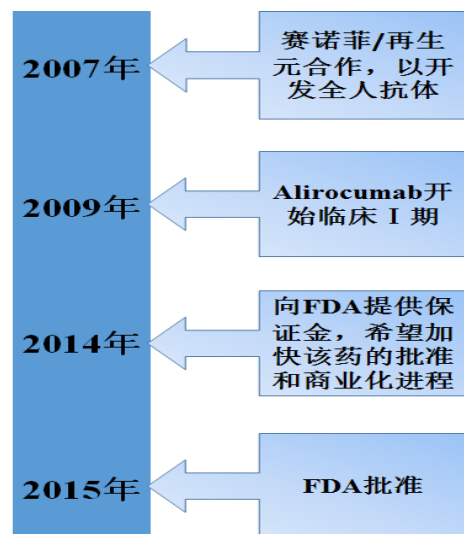 2007年
赛诺菲/再生
元合作，以开
发全人抗体
2009年
Alirocumab开
始临床 I 期
2014年
向FDA提供保
证金，希望加
快该药的批准
和商业化进程
2015年
FDA批准